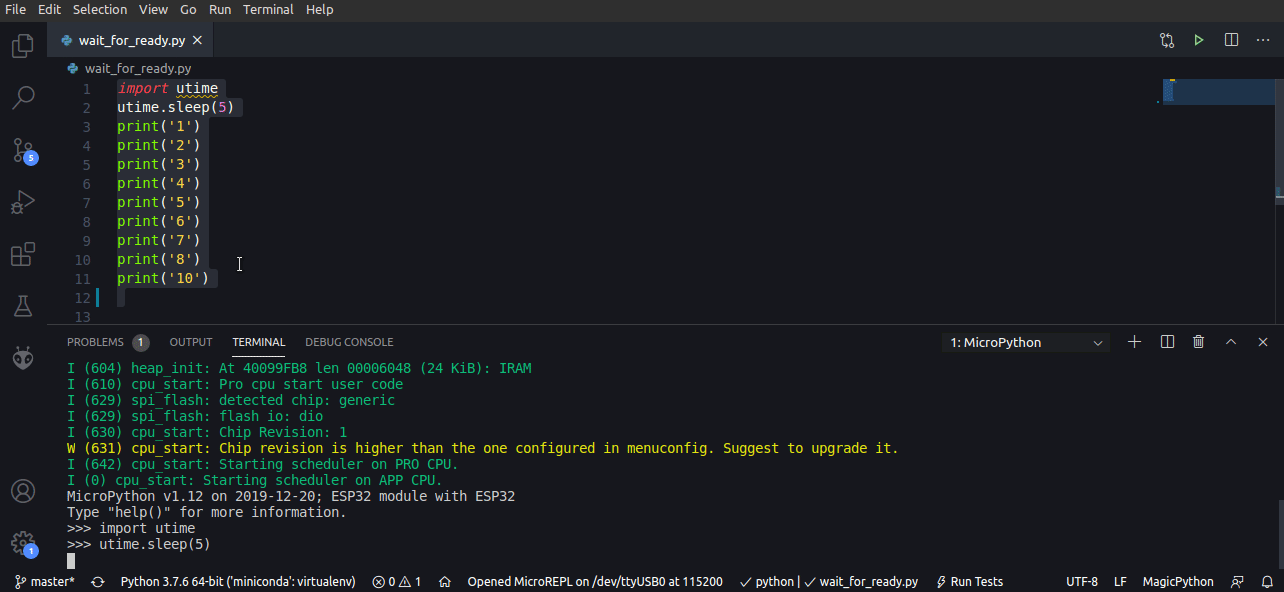 File Edit Selection View Go Run Terminal Help
wait_for_ready.py
wait_for_ready.py
1 import utime
2 utime.sleep(5)
3 print('1')
4 print('2')
5 print('3')
6 print('4')
7 print('5')
8 print('6')
9 print('7')
10 print('8')
11 print('10')
12
13
5
PROBLEMS 1 OUTPUT TERMINAL DEBUG CONSOLE 1: MicroPython
I (604) heap_init: At 40099FB8 len 00006048 (24 KiB): IRAM
I (610) cpu_start: Pro cpu start user code
I (629) spi_flash: detected chip: generic
I (629) spi_flash: flash io: dio
I (630) cpu_start: Chip Revision: 1
W (631) cpu_start: Chip revision is higher than the one configured in menuconfig. Suggest to upgrade it.
I (642) cpu_start: Starting scheduler on PRO CPU.
I (0) cpu_start: Starting scheduler on APP CPU.
MicroPython v1.12 on 2019-12-20; ESP32 module with ESP32
Type "help()" for more information.
>>> import utime
>>> utime.sleep(5)
1
master* Python 3.7.6 64-bit ('miniconda': virtualenv) 0 1 Opened MicroREPL on /dev/ttyUSB0 at 115200 ✓ python | ✓ wait_for_ready.py Run Tests UTF-8 LF MagicPython